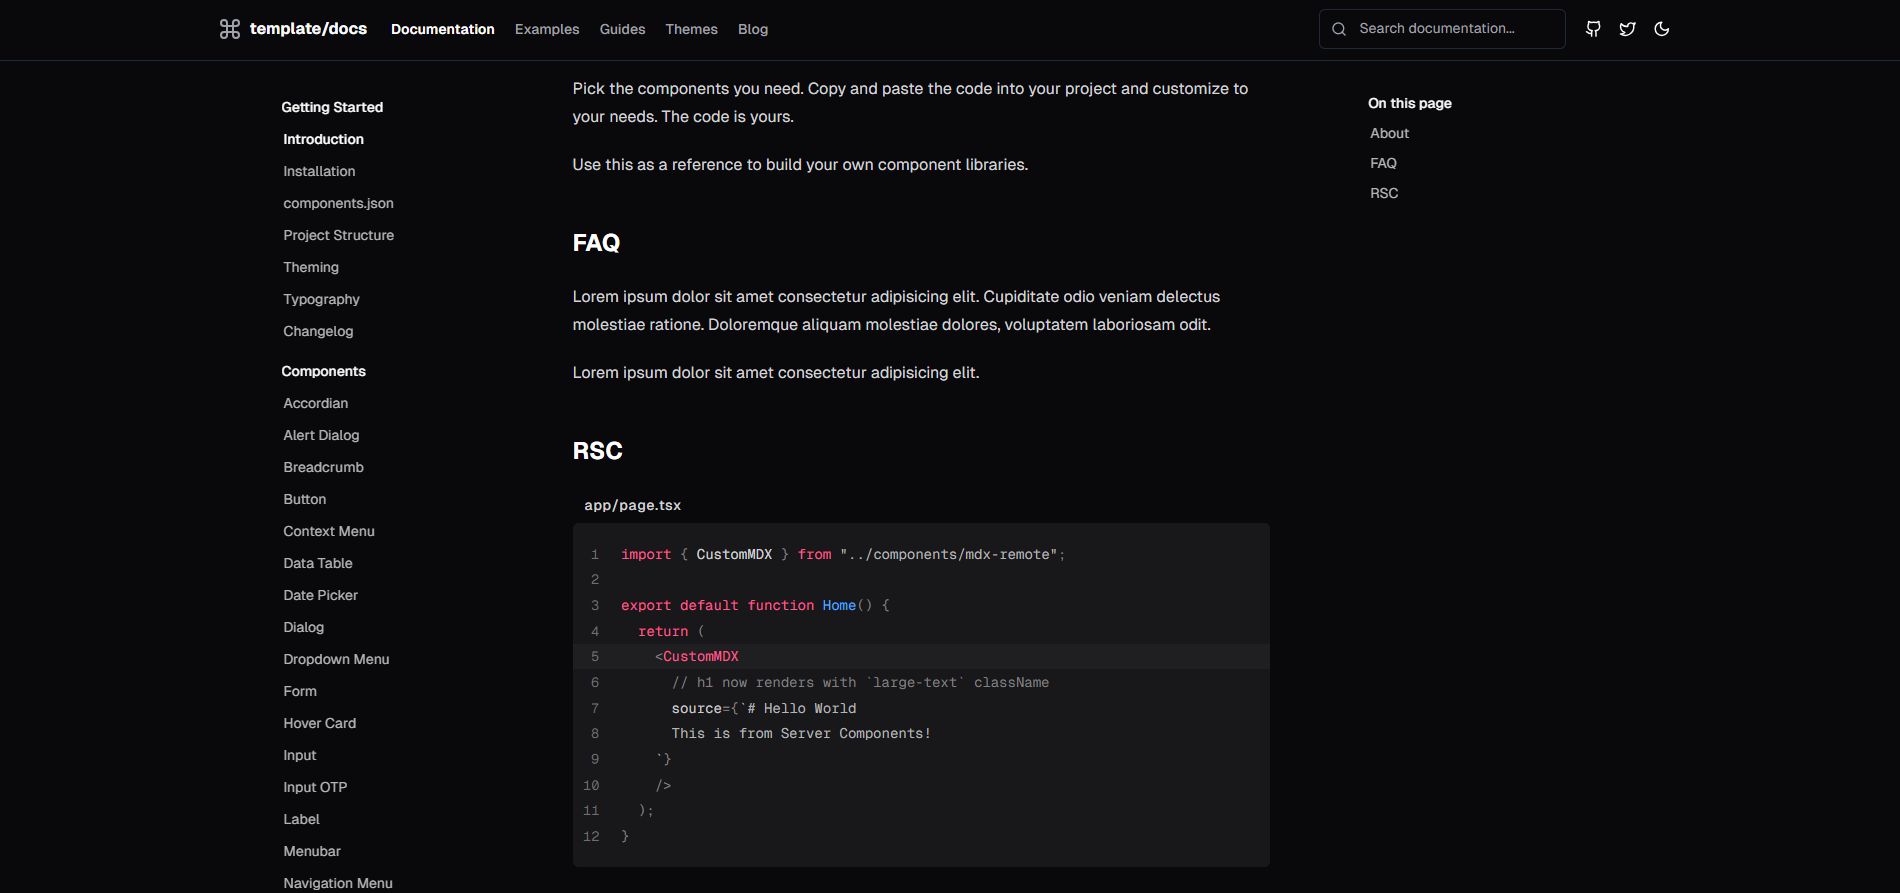 template/docs
Documentation
Examples
Guides
Themes
Blog
Search documentation...
Getting Started
Introduction
Installation
components.json
Project Structure
Theming
Typography
Changelog
Components
Accordian
Alert Dialog
Breadcrumb
Button
Context Menu
Data Table
Date Picker
Dialog
Dropdown Menu
Form
Hover Card
Input
Input OTP
Label
Menubar
Navigation Menu
Pick the components you need. Copy and paste the code into your project and customize to
your needs. The code is yours.
Use this as a reference to build your own component libraries.
FAQ
Lorem ipsum dolor sit amet consectetur adipisicing elit. Cupiditate odio veniam delectus
molestiae ratione. Doloremque aliquam molestiae dolores, voluptatem laboriosam odit.
Lorem ipsum dolor sit amet consectetur adipisicing elit.
RSC
app/page.tsx
1 import { CustomMDX } from "../components/mdx-remote";
2
3 export default function Home() {
4 return (
5 <CustomMDX
6 // h1 now renders with `large-text` className
7 source={`# Hello World
8 This is from Server Components!
9 `}
10 />
11 );
12 }
On this page
About
FAQ
RSC